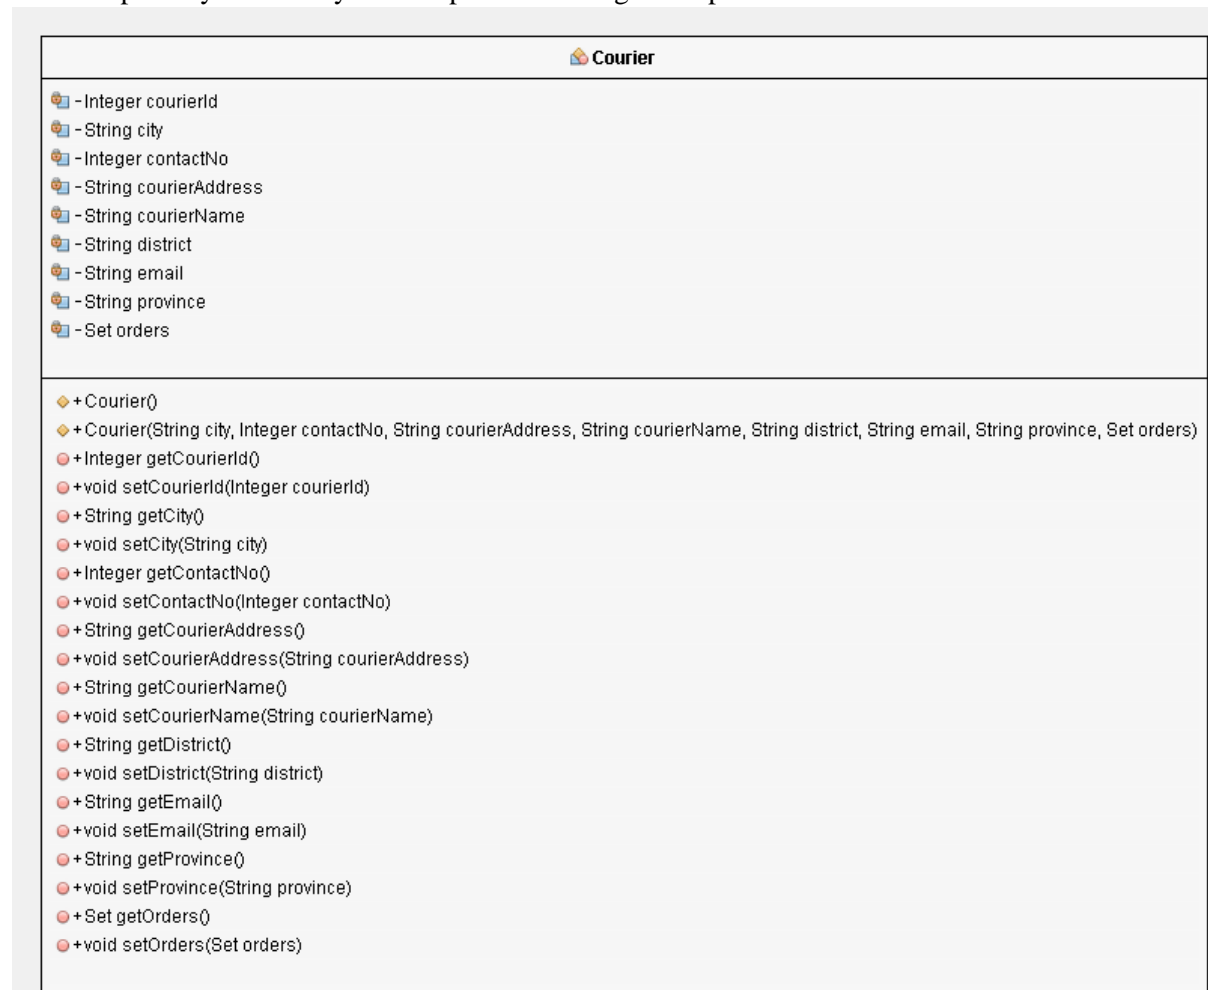 Courier
-Integer courierId
-String city
-Integer contactNo
-String courierAddress
-String courierName
-String district
-String email
-String province
-Set orders
+Courier()
+Courier(String city, Integer contactNo, String courierAddress, String courierName, String district, String email, String province, Set orders)
+Integer getCourierId()
+void setCourierId(Integer courierId)
+String getCity()
+void setCity(String city)
+Integer getContactNo()
+void setContactNo(Integer contactNo)
+String getCourierAddress()
+void setCourierAddress(String courierAddress)
+String getCourierName()
+void setCourierName(String courierName)
+String getDistrict()
+void setDistrict(String district)
+String getEmail()
+void setEmail(String email)
+String getProvince()
+void setProvince(String province)
+Set getOrders()
+void setOrders(Set orders)